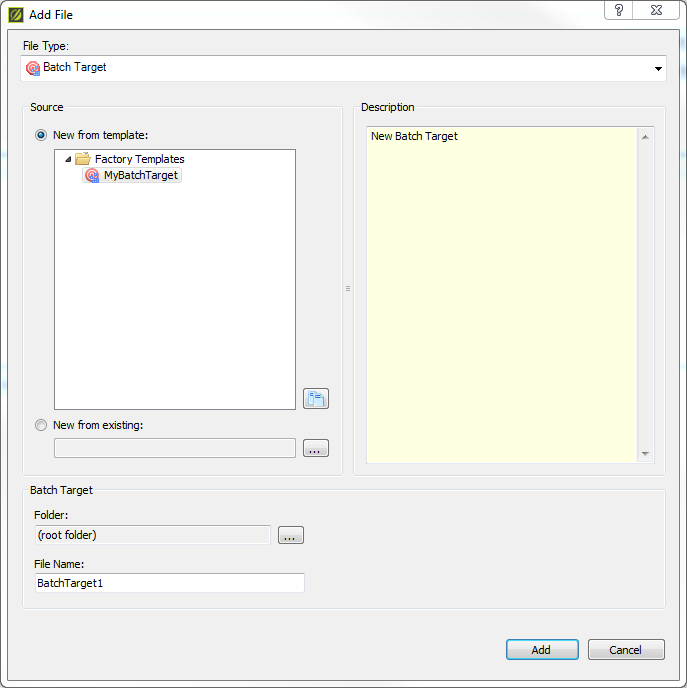 Add File
?
File Type:
Batch Target
Source
New from template:
Factory Templates
MyBatchTarget
New from existing:
...
Description
New Batch Target
Batch Target
Folder:
(root folder)
...
File Name:
BatchTarget1
Add
Cancel